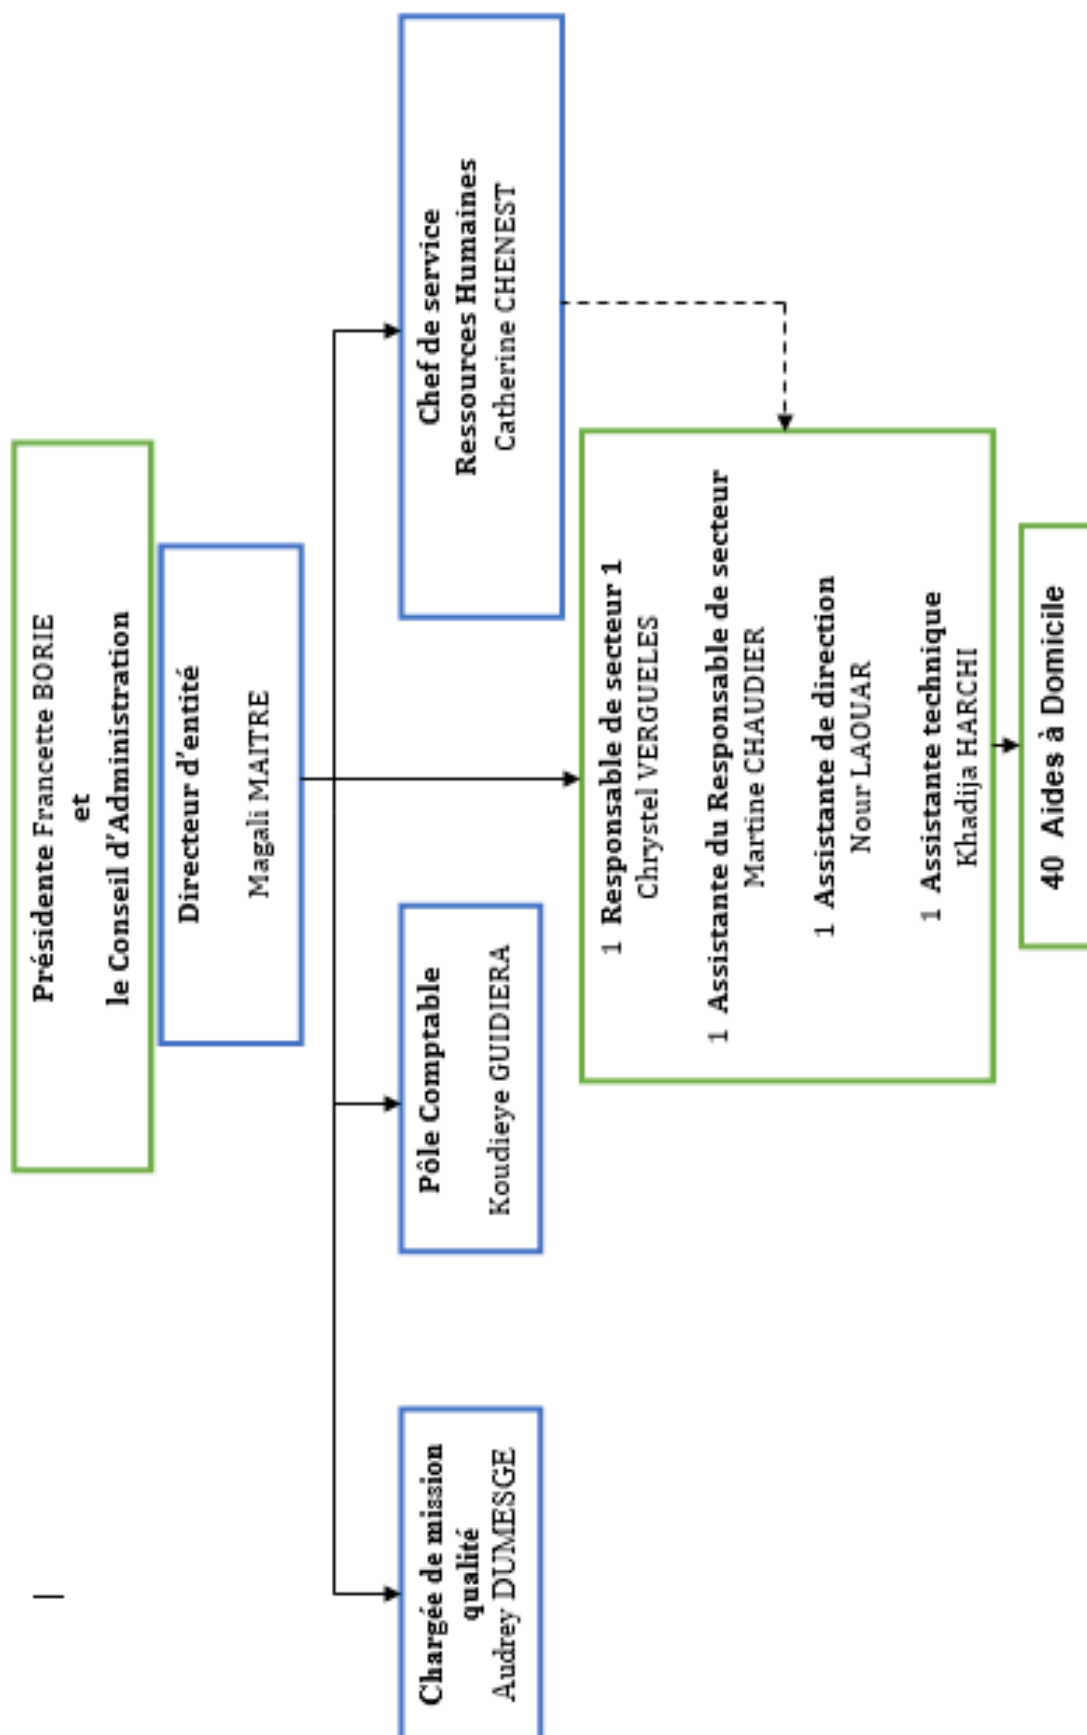 Présidente Francette BORIE
et
le Conseil d'Administration
Directeur d'entité
Magali MAITRE
Chargée de mission
qualité
Audrey DUMESGE
Pôle Comptable
Koudieye GUIDIERA
Chef de service
Ressources Humaines
Catherine CHENEST
1 Responsable de secteur 1
Chrystel VERGUELES
1 Assistante du Responsable de secteur
Martine CHAUDIER
1 Assistante de direction
Nour LAOUAR
1 Assistante technique
Khadija HARCHI
40 Aides à Domicile